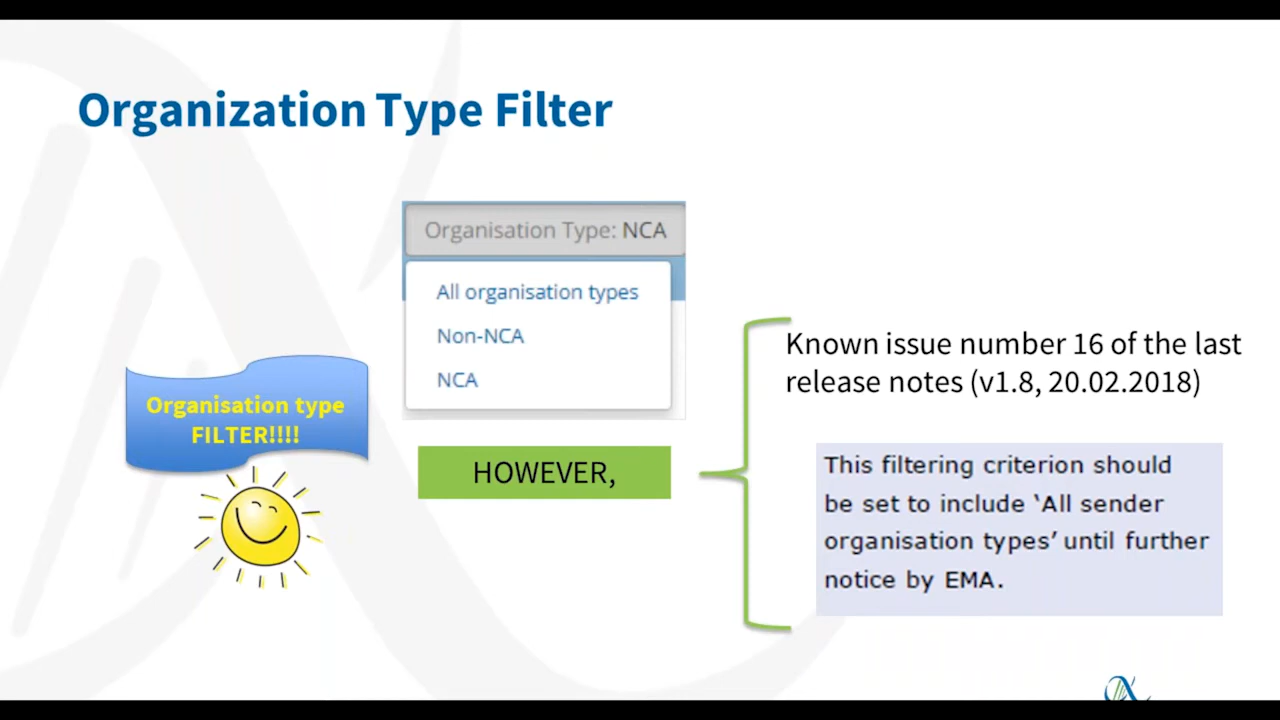 Organization Type Filter
Organisation Type: NCA
All organisation types
Non-NCA
NCA
Organisation type
FILTER!!!!
HOWEVER,
Known issue number 16 of the last
release notes (v1.8, 20.02.2018)
This filtering criterion should
be set to include ‘All sender
organisation types’ until further
notice by EMA.